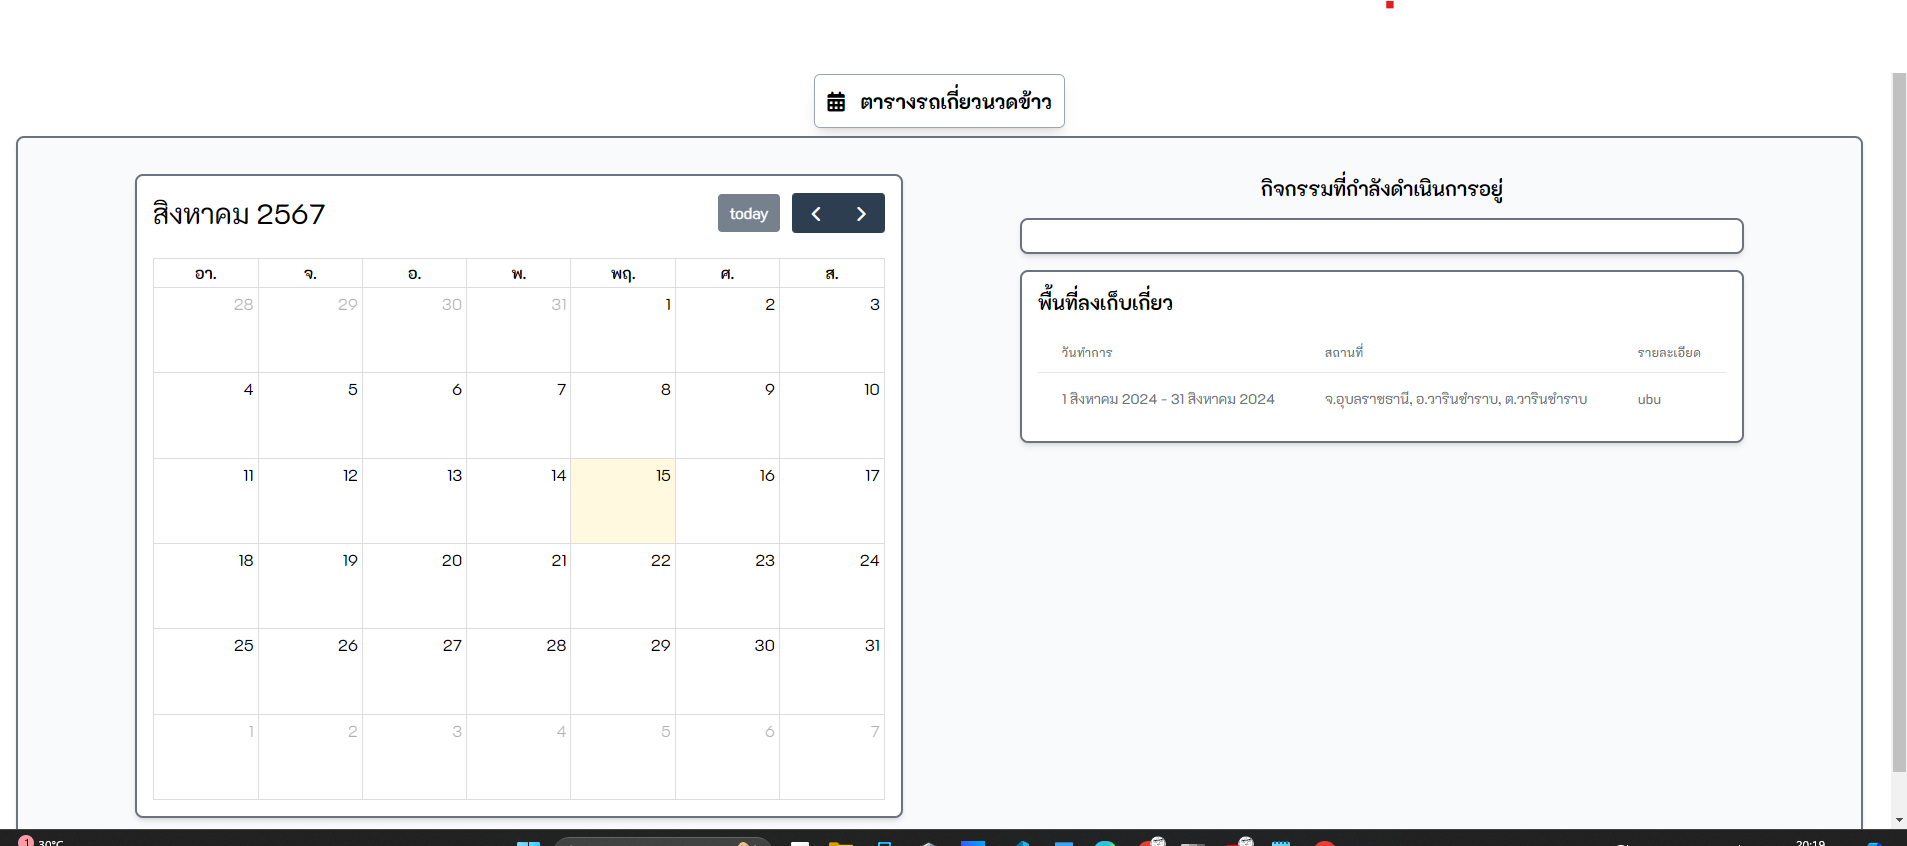 ตารางรถเกี่ยวนวดข้าว
สิงหาคม 2567
today
อา. จ. อ. พ. พฤ. ศ. ส.
28 29 30 31 1 2 3
4 5 6 7 8 9 10
11 12 13 14 15 16 17
18 19 20 21 22 23 24
25 26 27 28 29 30 31
1 2 3 4 5 6 7
กิจกรรมที่กำลังดำเนินการอยู่
พื้นที่ลงเก็บเกี่ยว
วันทำการ สถานที่ รายละเอียด
1 สิงหาคม 2024 - 31 สิงหาคม 2024 จ.อุบลราชธานี, อ.วารินชำราบ, ต.วารินชำราบ ubu
1 30°C
20:19